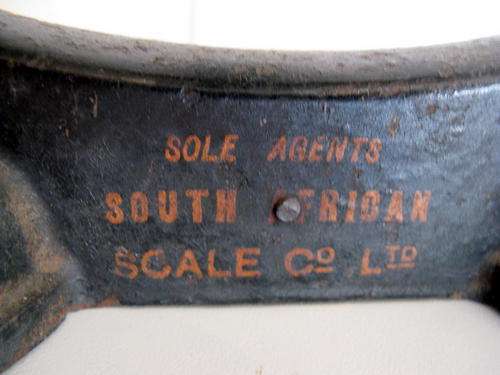 SOLE AGENTS
SOUTH AFRICAN
SCALE Co LTD